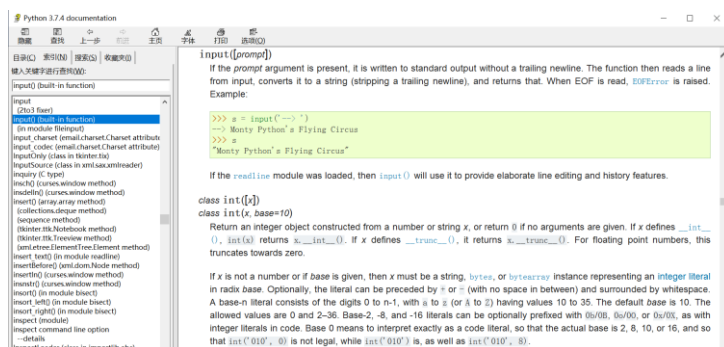 Python 3.7.4 documentation
隐藏 查找 上一步 前进 主页 字体 打印 选项(O)
目录(C) 索引(N) 搜索(S) 收藏夹(I)
键入关键字进行查找(W):
input() (built-in function)
input
(2to3 fixer)
input() (built-in function)
(in module fileinput)
input_charset (email.charset.Charset attribute
input_codec (email.charset.Charset attribute)
InputOnly (class in tkinter.tix)
InputSource (class in xml.sax.xmlreader)
inquiry (C type)
insch() (curses.window method)
insdelln() (curses.window method)
insert() (array.array method)
(collections.deque method)
(sequence method)
(tkinter.ttk.Notebook method)
(tkinter.ttk.Treeview method)
(xml.etree.ElementTree.Element method)
insert_text() (in module readline)
insertBefore() (xml.dom.Node method)
insertln() (curses.window method)
insnstr() (curses.window method)
insort() (in module bisect)
insort_left() (in module bisect)
insort_right() (in module bisect)
inspect (module)
inspect command line option
--details
input([prompt])
If the prompt argument is present, it is written to standard output without a trailing newline. The function then reads a line
from input, converts it to a string (stripping a trailing newline), and returns that. When EOF is read, EOFError is raised.
Example:
>>> s = input('--> ')
--> Monty Python's Flying Circus
>>> s
"Monty Python's Flying Circus"
If the readline module was loaded, then input() will use it to provide elaborate line editing and history features.
class int([x])
class int(x, base=10)
Return an integer object constructed from a number or string x, or return 0 if no arguments are given. If x defines __int__
(), int(x) returns x.__int__(). If x defines __trunc__(), it returns x.__trunc__(). For floating point numbers, this
truncates towards zero.
If x is not a number or if base is given, then x must be a string, bytes, or bytearray instance representing an integer literal
in radix base. Optionally, the literal can be preceded by + or - (with no space in between) and surrounded by whitespace.
A base-n literal consists of the digits 0 to n-1, with a to z (or A to Z) having values 10 to 35. The default base is 10. The
allowed values are 0 and 2–36. Base-2, -8, and -16 literals can be optionally prefixed with 0b/0B, 0o/0O, or 0x/0X, as with
integer literals in code. Base 0 means to interpret exactly as a code literal, so that the actual base is 2, 8, 10, or 16, and so
that int('010', 0) is not legal, while int('010') is, as well as int('010', 8).